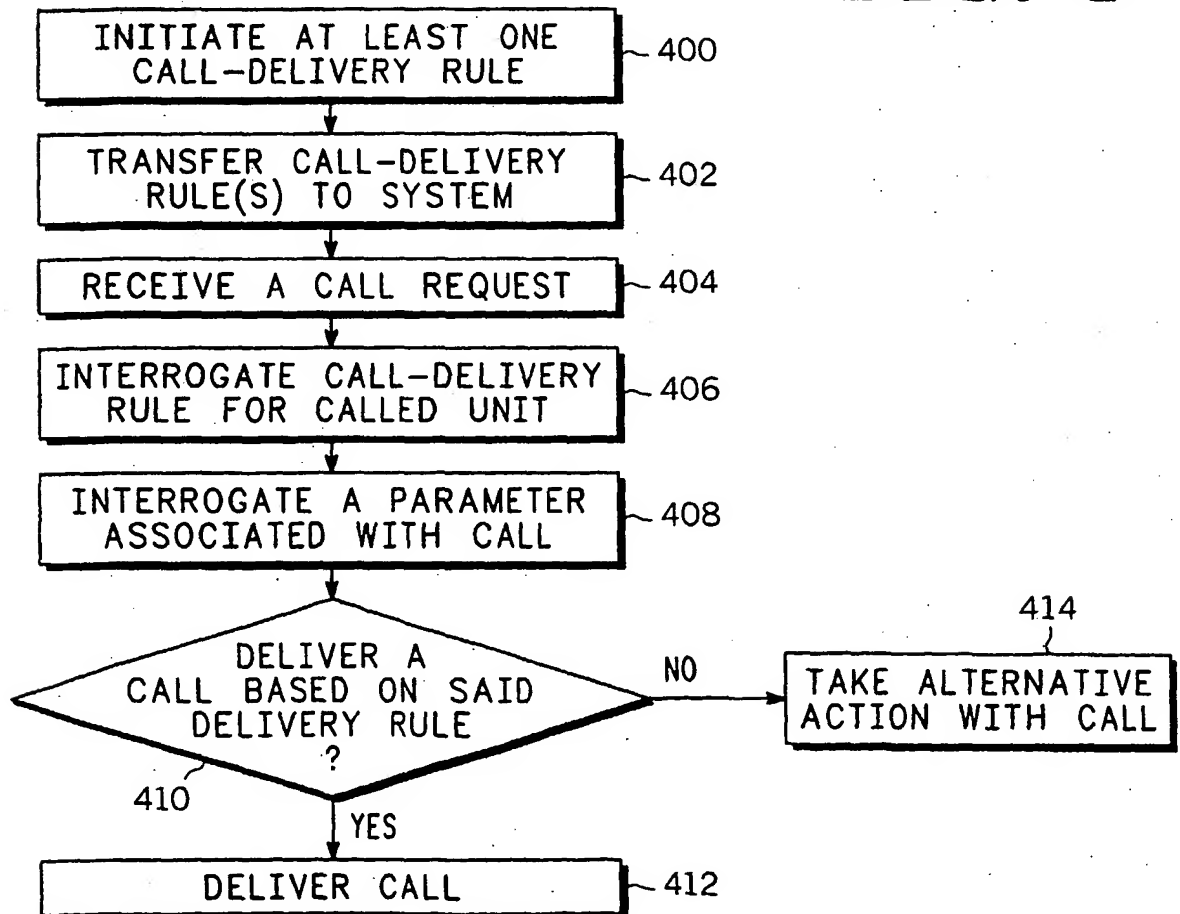 INITIATE AT LEAST ONE
CALL-DELIVERY RULE
400
TRANSFER CALL-DELIVERY
RULE(S) TO SYSTEM
402
RECEIVE A CALL REQUEST
404
INTERROGATE CALL-DELIVERY
RULE FOR CALLED UNIT
406
INTERROGATE A PARAMETER
ASSOCIATED WITH CALL
408
DELIVER A
CALL BASED ON SAID
DELIVERY RULE
?
410
NO
414
TAKE ALTERNATIVE
ACTION WITH CALL
YES
DELIVER CALL
412